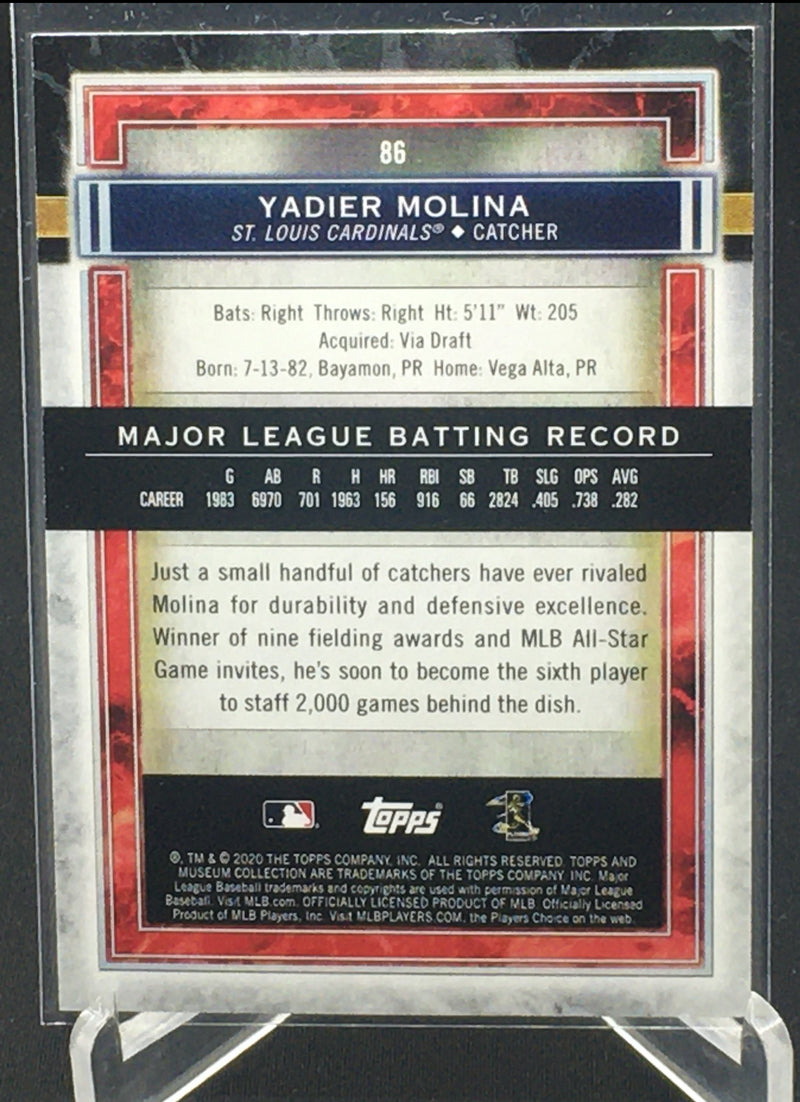 86
YADIER MOLINA
ST. LOUIS CARDINALS® ◆ CATCHER
Bats: Right Throws: Right Ht: 5'11" Wt: 205
Acquired: Via Draft
Born: 7-13-82, Bayamon, PR Home: Vega Alta, PR
MAJOR LEAGUE BATTING RECORD
G AB R H HR RBI SB TB SLG OPS AVG
CAREER 1983 6970 701 1963 156 916 66 2824 .405 .738 .282
Just a small handful of catchers have ever rivaled
Molina for durability and defensive excellence.
Winner of nine fielding awards and MLB All-Star
Game invites, he's soon to become the sixth player
to staff 2,000 games behind the dish.
Topps®
®, TM & © 2020 THE TOPPS COMPANY, INC. ALL RIGHTS RESERVED. TOPPS AND
MUSEUM COLLECTION ARE TRADEMARKS OF THE TOPPS COMPANY, INC. Major
League Baseball trademarks and copyrights are used with permission of Major League
Baseball. Visit MLB.com. OFFICIALLY LICENSED PRODUCT OF MLB. Officially Licensed
Product of MLB Players, Inc. Visit MLBPLAYERS.COM, the Players Choice on the web.